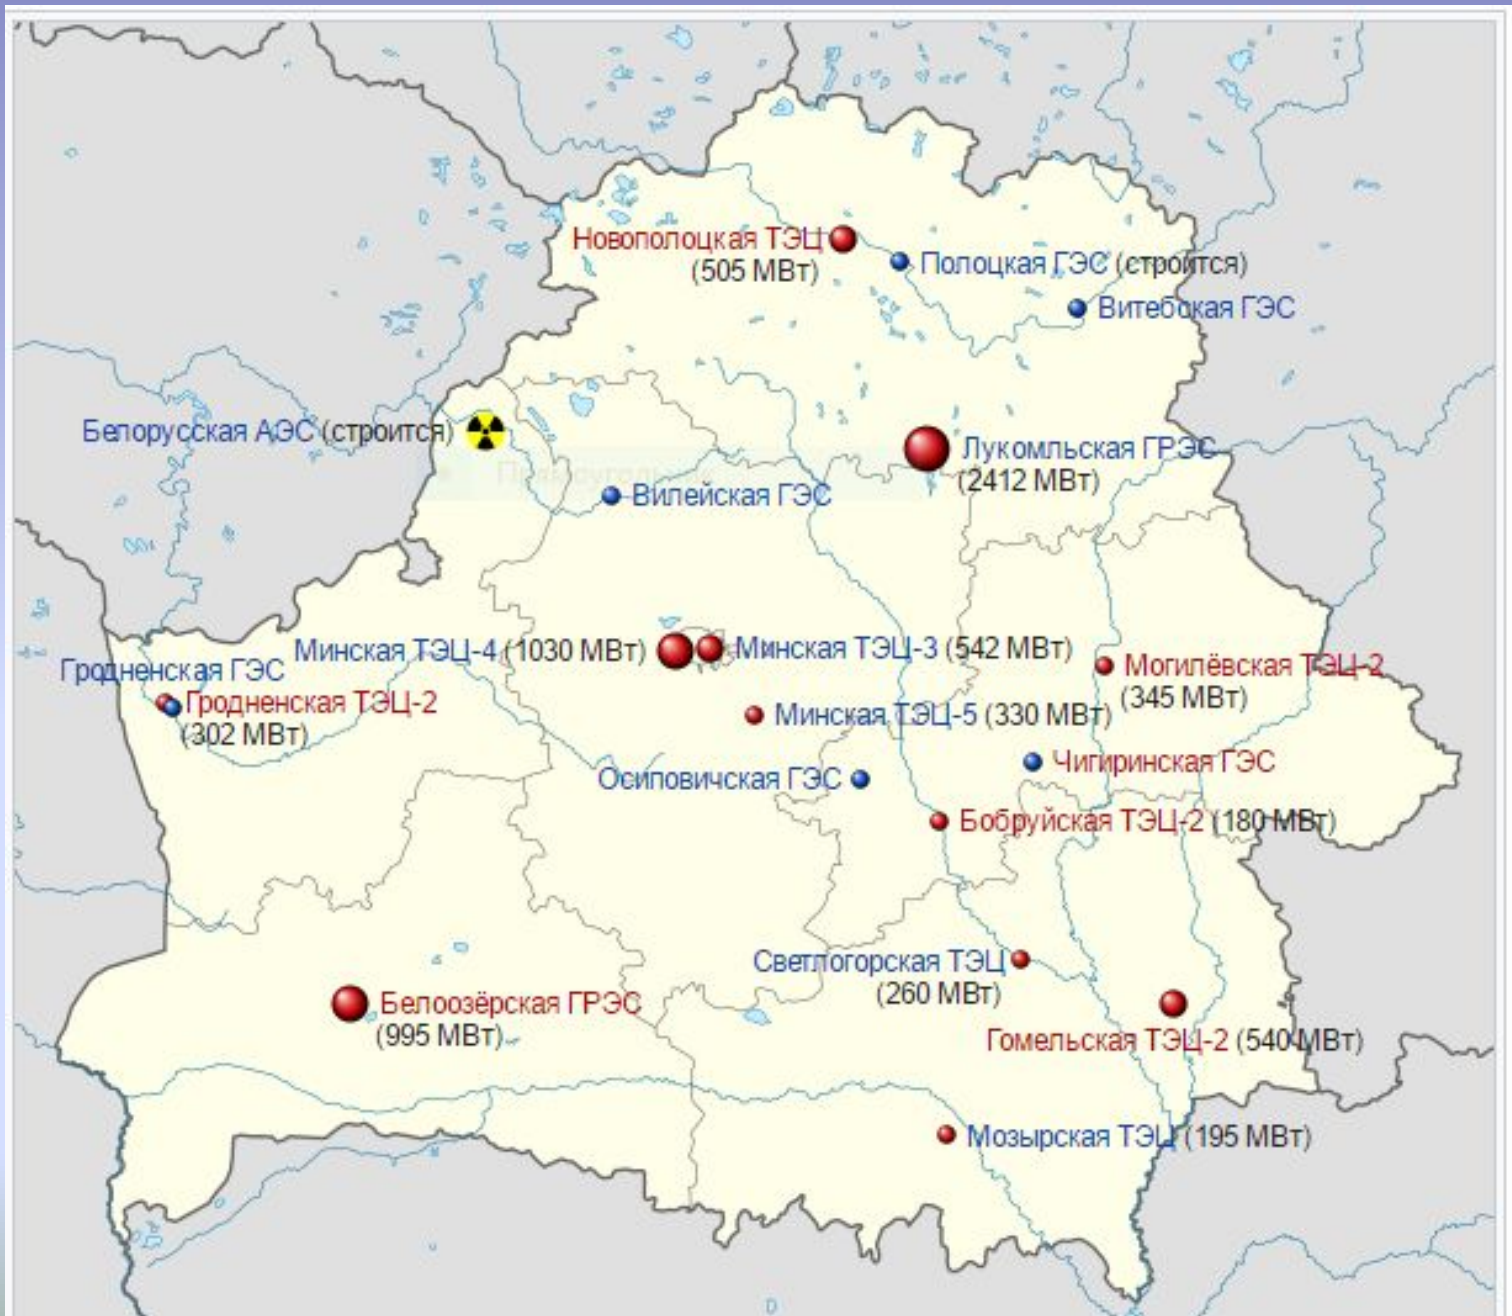 Новополоцкая ТЭЦ
(505 МВт)
Полоцкая ГЭС (строится)
Витебская ГЭС
Белорусская АЭС (строится)
Лукомльская ГРЭС
(2412 МВт)
Прямоугольник
Вилейская ГЭС
Минская ТЭЦ-4 (1030 МВт)
Минская ТЭЦ-3 (542 МВт)
Могилёвская ТЭЦ-2
(345 МВт)
Гродненская ГЭС
Гродненская ТЭЦ-2
(302 МВт)
Минская ТЭЦ-5 (330 МВт)
Чигиринская ГЭС
Осиповичская ГЭС
Бобруйская ТЭЦ-2 (180 МВт)
Светлогорская ТЭЦ
(260 МВт)
Белоозёрская ГРЭС
(995 МВт)
Гомельская ТЭЦ-2 (540 МВт)
Мозырская ТЭЦ (195 МВт)